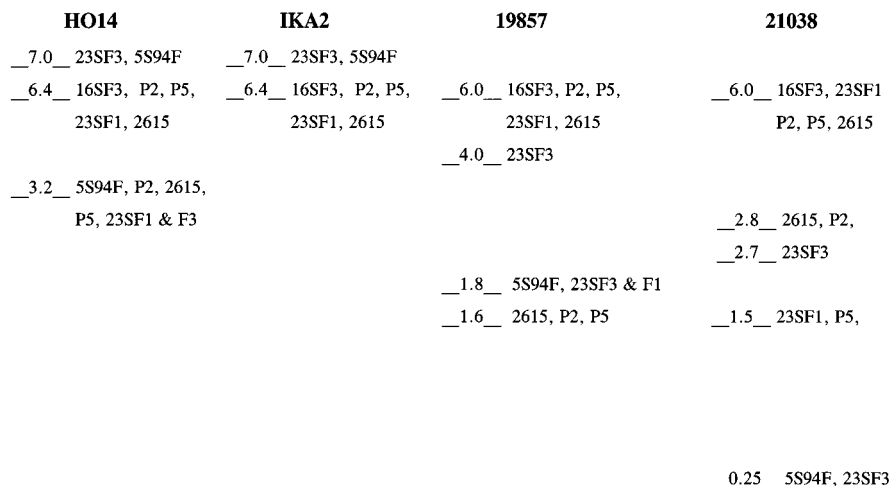 HO14 IKA2 19857 21038
__7.0__ 23SF3, 5S94F __7.0__ 23SF3, 5S94F
__6.4__ 16SF3, P2, P5, __6.4__ 16SF3, P2, P5, __6.0__ 16SF3, P2, P5, __6.0__ 16SF3, 23SF1
23SF1, 2615 23SF1, 2615 23SF1, 2615 P2, P5, 2615
__4.0__ 23SF3
__3.2__ 5S94F, P2, 2615,
P5, 23SF1 & F3 __2.8__ 2615, P2,
__2.7__ 23SF3
__1.8__ 5S94F, 23SF3 & F1
__1.6__ 2615, P2, P5 __1.5__ 23SF1, P5,
0.25 5S94F, 23SF3